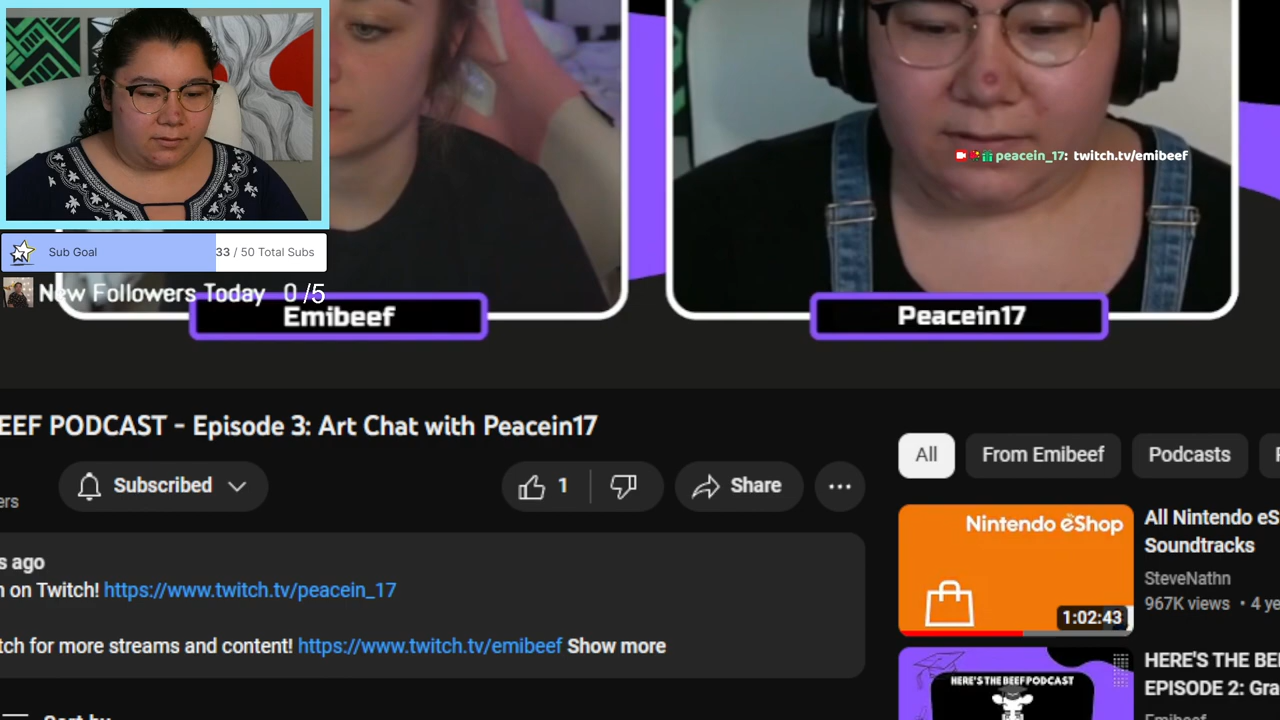 peacein_17: twitch.tv/emibeef
Sub Goal 33 / 50 Total Subs
New Followers Today 0 /5
Emibeef
Peacein17
EEF PODCAST - Episode 3: Art Chat with Peacein17
Subscribed
1
Share
All
From Emibeef
Podcasts
ers
s ago
n on Twitch! https://www.twitch.tv/peacein_17
tch for more streams and content! https://www.twitch.tv/emibeef Show more
Nintendo eShop
1:02:43
All Nintendo eS
Soundtracks
SteveNathn
967K views • 4 ye
HERE'S THE BEEF PODCAST
HERE'S THE BE
EPISODE 2: Gra
Emibeef
Sort by